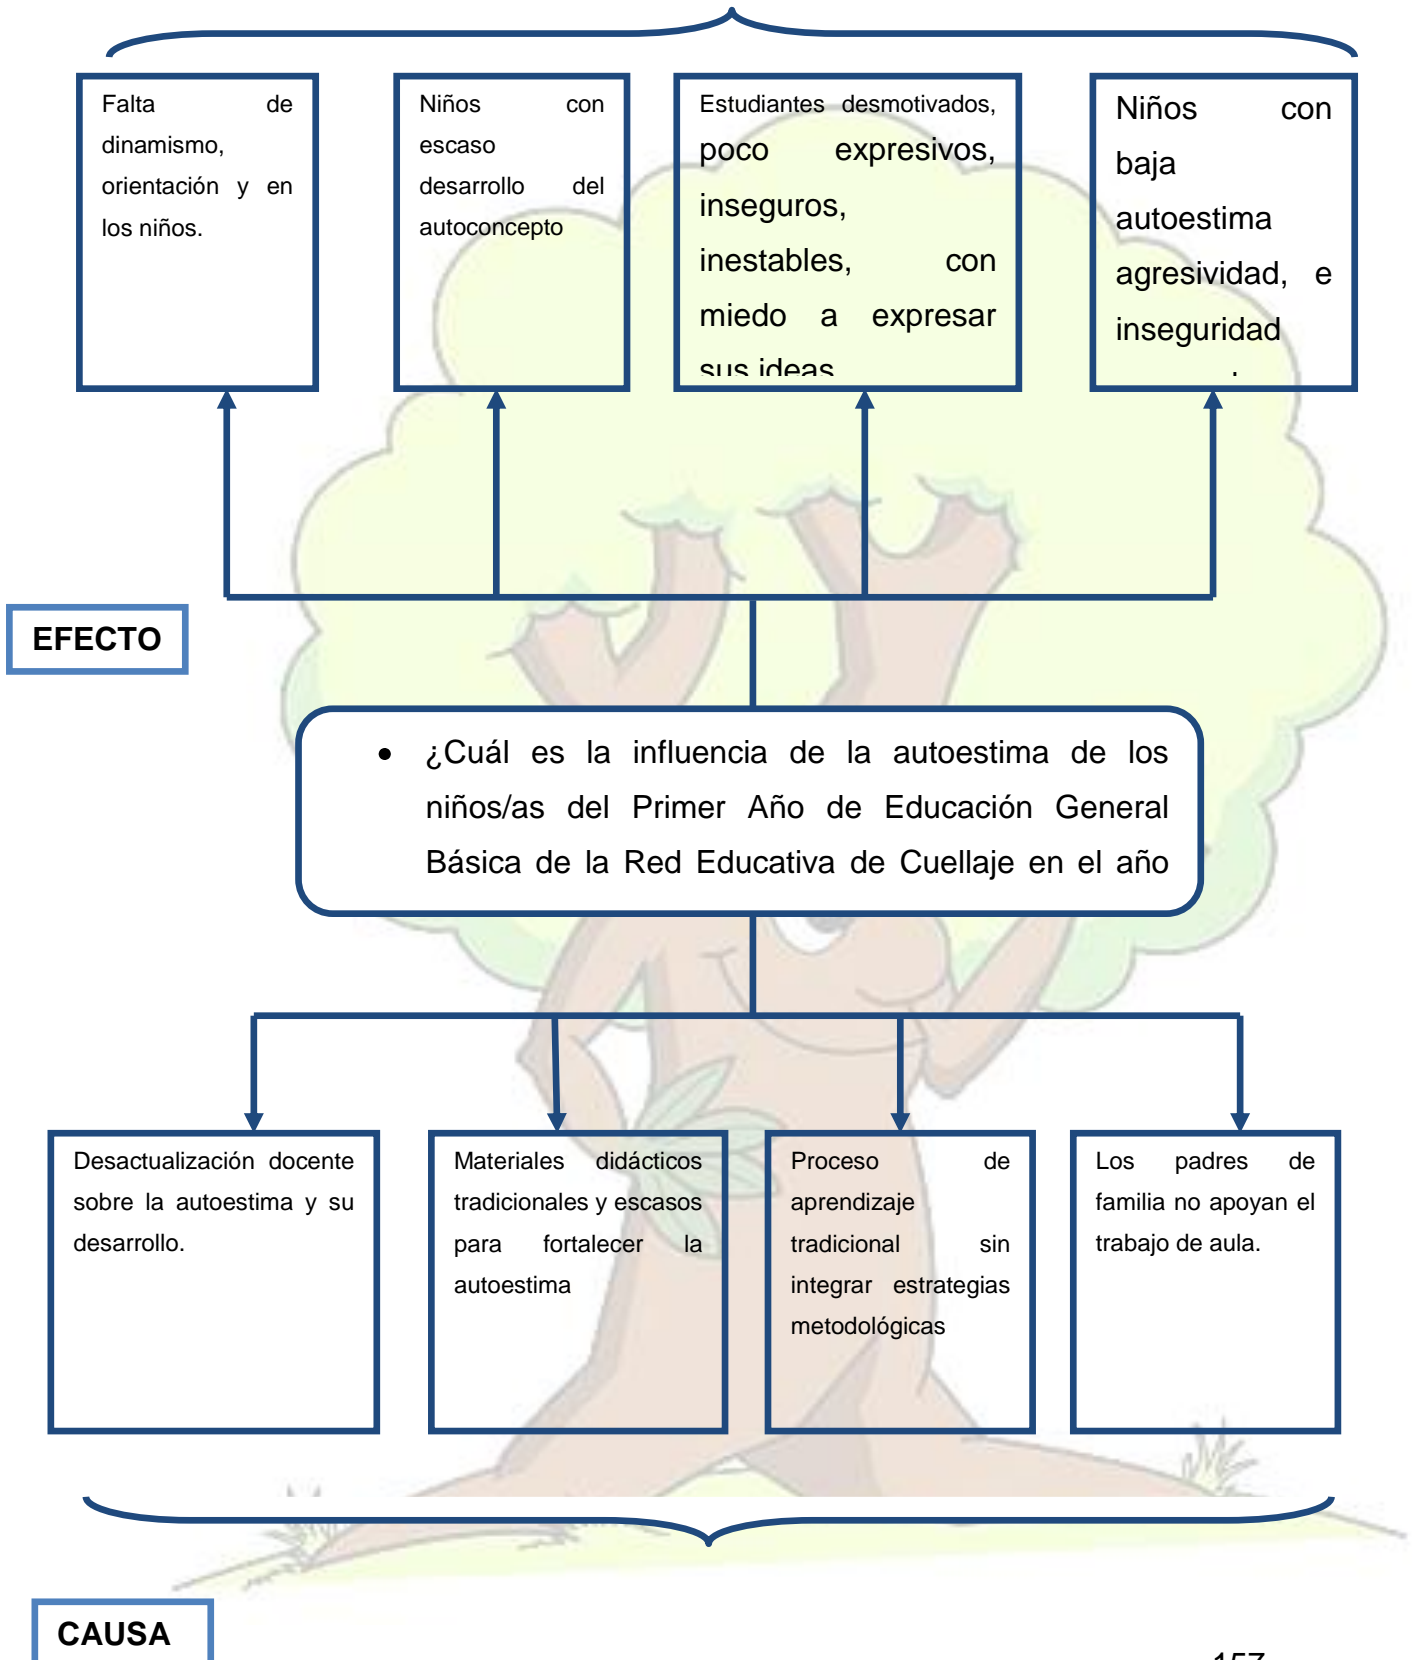 Falta de
dinamismo,
orientación y en
los niños.
Niños con
escaso
desarrollo del
autoconcepto
Estudiantes desmotivados,
poco expresivos,
inseguros,
inestables, con
miedo a expresar
sus ideas
Niños con
baja
autoestima
agresividad, e
inseguridad
EFECTO
• ¿Cuál es la influencia de la autoestima de los
niños/as del Primer Año de Educación General
Básica de la Red Educativa de Cuellaje en el año
Desactualización docente
sobre la autoestima y su
desarrollo.
Materiales didácticos
tradicionales y escasos
para fortalecer la
autoestima
Proceso de
aprendizaje
tradicional sin
integrar estrategias
metodológicas
Los padres de
familia no apoyan el
trabajo de aula.
CAUSA
157